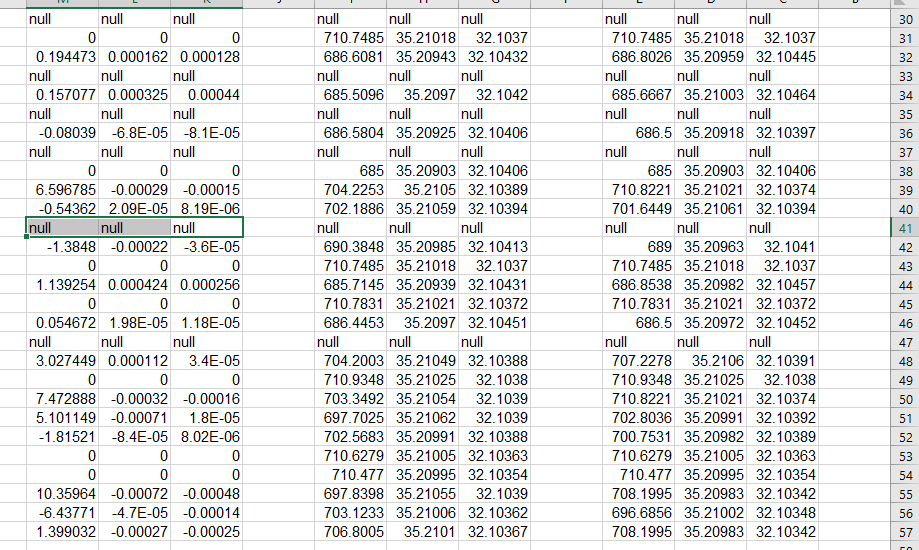 null null null null null null null null null 30
0 0 0 710.7485 35.21018 32.1037 710.7485 35.21018 32.1037 31
0.194473 0.000162 0.000128 686.6081 35.20943 32.10432 686.8026 35.20959 32.10445 32
null null null null null null null null null 33
0.157077 0.000325 0.00044 685.5096 35.2097 32.1042 685.6667 35.21003 32.10464 34
null null null null null null null null null 35
-0.08039 -6.8E-05 -8.1E-05 686.5804 35.20925 32.10406 686.5 35.20918 32.10397 36
null null null null null null null null null 37
0 0 0 685 35.20903 32.10406 685 35.20903 32.10406 38
6.596785 -0.00029 -0.00015 704.2253 35.2105 32.10389 710.8221 35.21021 32.10374 39
-0.54362 2.09E-05 8.19E-06 702.1886 35.21059 32.10394 701.6449 35.21061 32.10394 40
null null null null null null null null null 41
-1.3848 -0.00022 -3.6E-05 690.3848 35.20985 32.10413 689 35.20963 32.1041 42
0 0 0 710.7485 35.21018 32.1037 710.7485 35.21018 32.1037 43
1.139254 0.000424 0.000256 685.7145 35.20939 32.10431 686.8538 35.20982 32.10457 44
0 0 0 710.7831 35.21021 32.10372 710.7831 35.21021 32.10372 45
0.054672 1.98E-05 1.18E-05 686.4453 35.2097 32.10451 686.5 35.20972 32.10452 46
null null null null null null null null null 47
3.027449 0.000112 3.4E-05 704.2003 35.21049 32.10388 707.2278 35.2106 32.10391 48
0 0 0 710.9348 35.21025 32.1038 710.9348 35.21025 32.1038 49
7.472888 -0.00032 -0.00016 703.3492 35.21054 32.1039 710.8221 35.21021 32.10374 50
5.101149 -0.00071 1.8E-05 697.7025 35.21062 32.1039 702.8036 35.20991 32.10392 51
-1.81521 -8.4E-05 8.02E-06 702.5683 35.20991 32.10388 700.7531 35.20982 32.10389 52
0 0 0 710.6279 35.21005 32.10363 710.6279 35.21005 32.10363 53
0 0 0 710.477 35.20995 32.10354 710.477 35.20995 32.10354 54
10.35964 -0.00072 -0.00048 697.8398 35.21055 32.1039 708.1995 35.20983 32.10342 55
-6.43771 -4.7E-05 -0.00014 703.1233 35.21006 32.10362 696.6856 35.21002 32.10348 56
1.399032 -0.00027 -0.00025 706.8005 35.2101 32.10367 708.1995 35.20983 32.10342 57